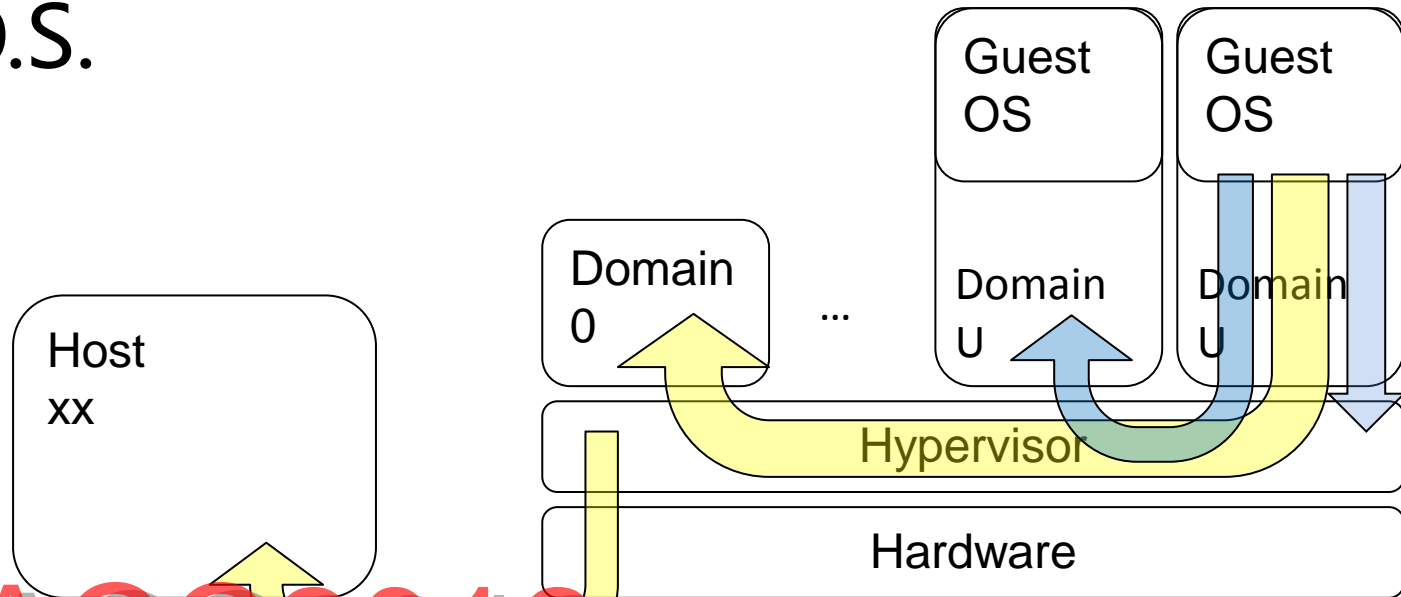 .S.
Guest
OS
Guest
OS
Domain
0
...
Domain
U
Domain
U
Host
xx
Hypervisor
Hardware